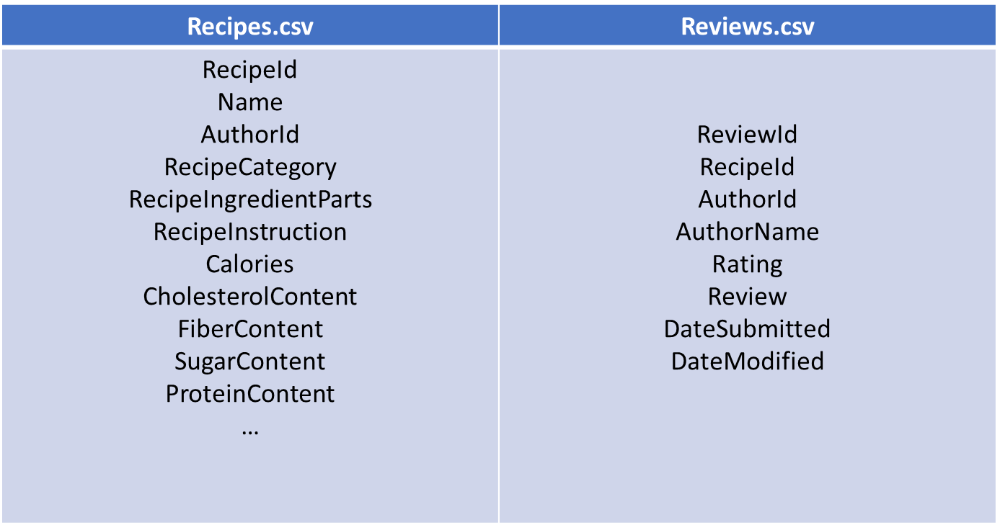 Recipes.csv
RecipeId
Name
AuthorId
RecipeCategory
RecipeIngredientParts
RecipeInstruction
Calories
CholesterolContent
FiberContent
SugarContent
ProteinContent
...
Reviews.csv
ReviewId
RecipeId
AuthorId
AuthorName
Rating
Review
DateSubmitted
DateModified